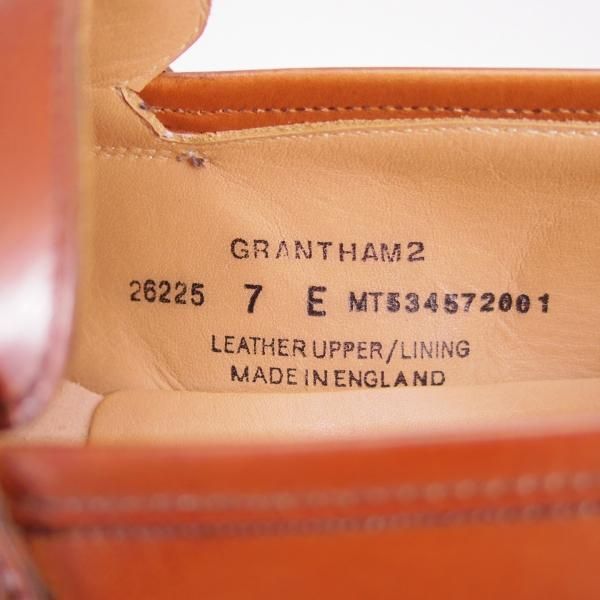 GRANTHAM2
26225 7 E MT534572001
LEATHER UPPER/LINING
MADE IN ENGLAND